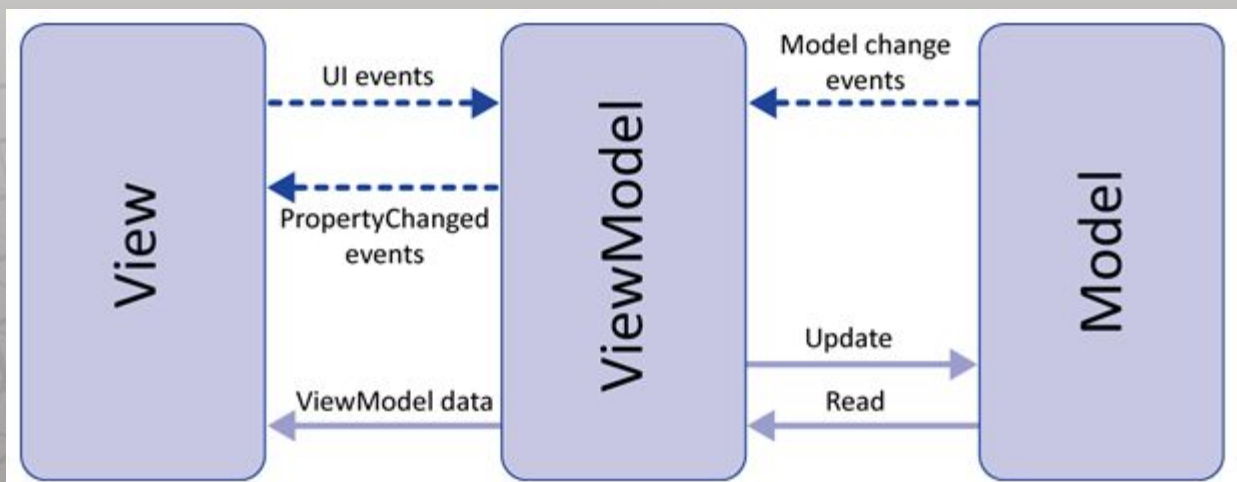 View
UI events
PropertyChanged
events
ViewModel data
ViewModel
Model change
events
Update
Read
Model